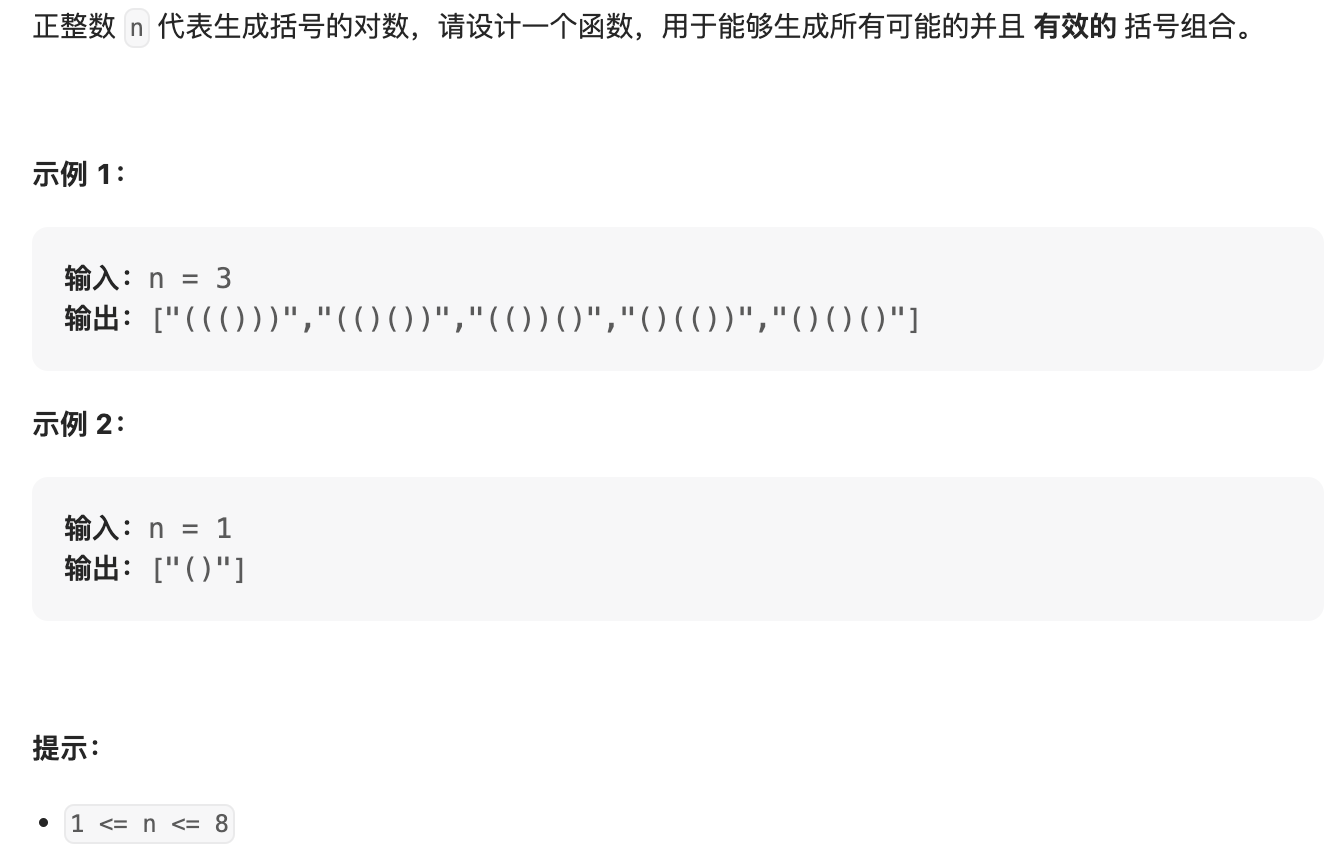 正整数 n 代表生成括号的对数，请设计一个函数，用于能够生成所有可能的并且 有效的 括号组合。
示例 1：
输入：n = 3
输出：["((()))","(()())","(())()","()(())","()()()"]
示例 2：
输入：n = 1
输出：["()"]
提示：
• 1 <= n <= 8